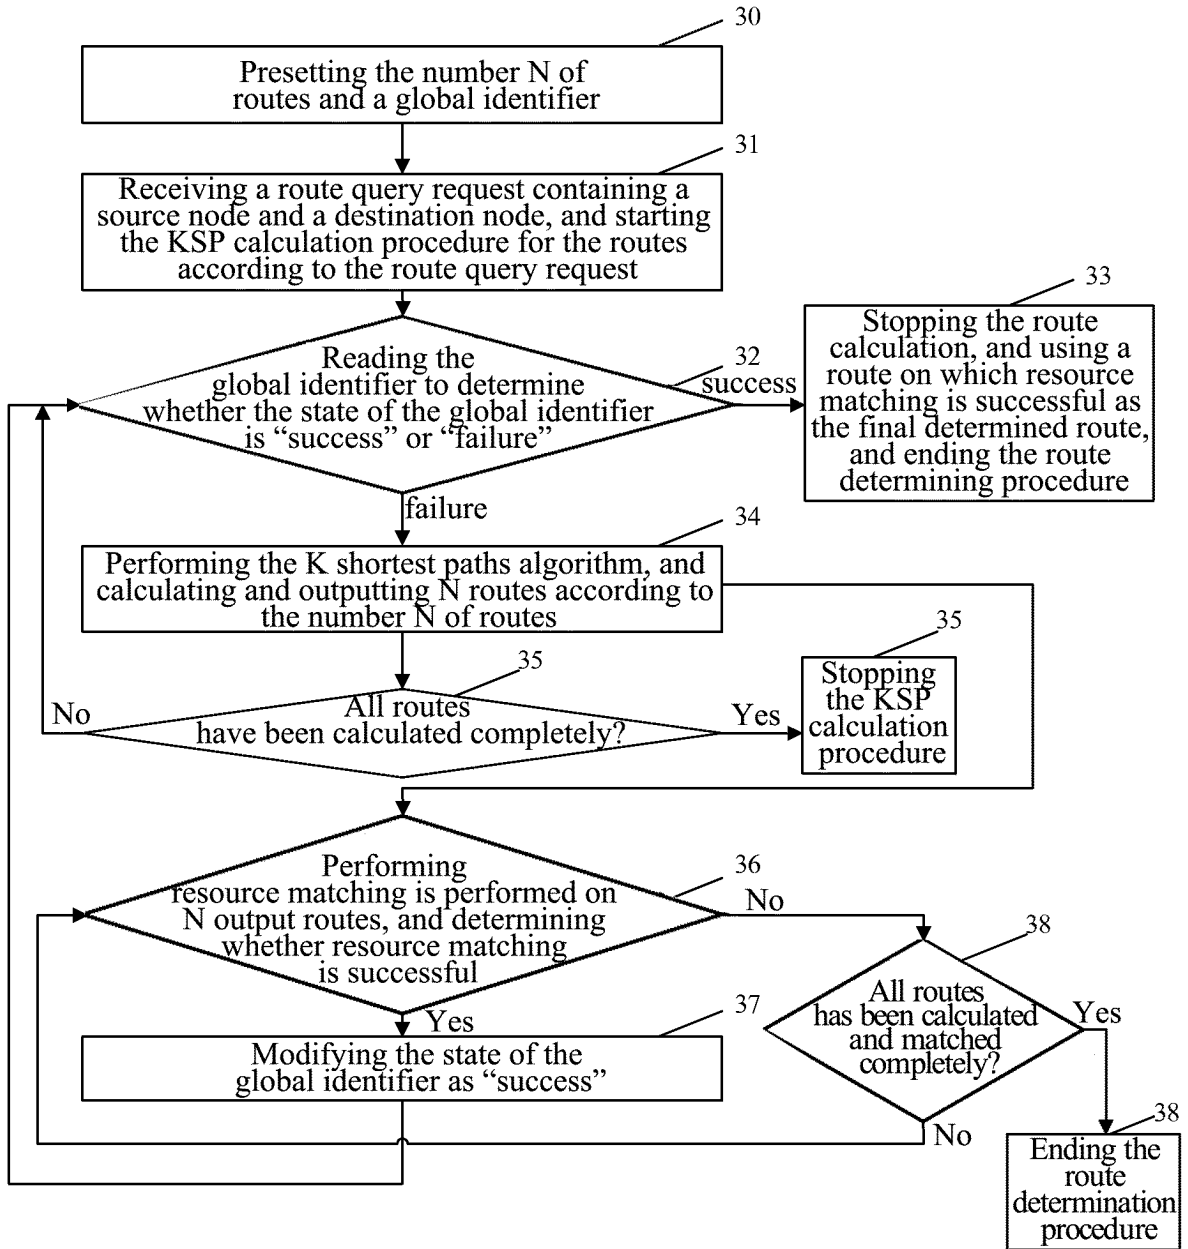 30
Presetting the number N of
routes and a global identifier
31
Receiving a route query request containing a
source node and a destination node, and starting
the KSP calculation procedure for the routes
according to the route query request
32
Reading the
global identifier to determine
whether the state of the global identifier
is “success” or “failure”
success
33
Stopping the route
calculation, and using a
route on which resource
matching is successful as
the final determined route,
and ending the route
determining procedure
failure
34
Performing the K shortest paths algorithm, and
calculating and outputting N routes according to
the number N of routes
35
All routes
have been calculated completely?
No
Yes
35
Stopping
the KSP
calculation
procedure
36
Performing
resource matching is performed on
N output routes, and determining
whether resource matching
is successful
No
Yes
37
Modifying the state of the
global identifier as “success”
38
All routes
has been calculated
and matched
completely?
Yes
No
38
Ending the
route
determination
procedure